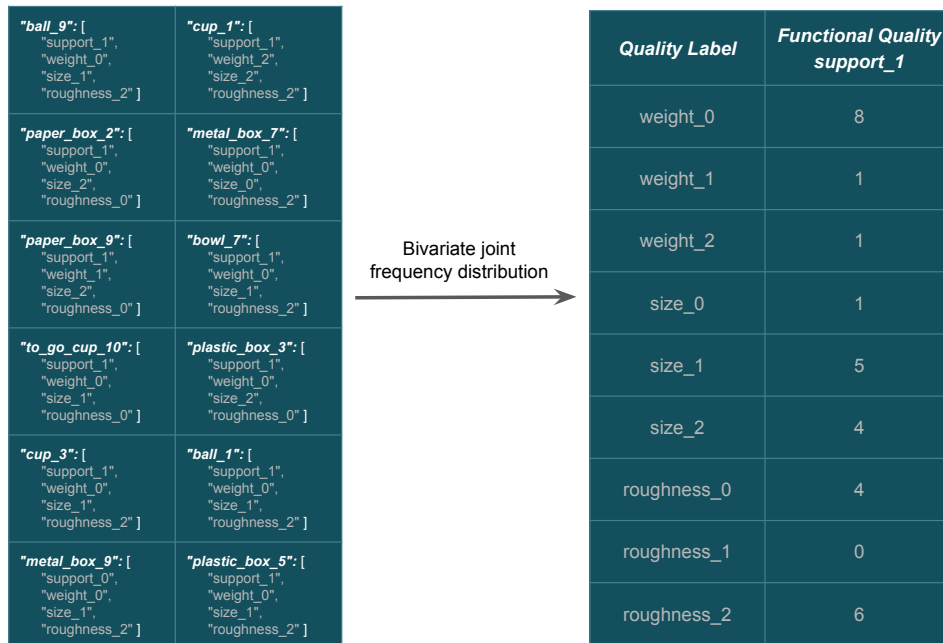 "ball_9": [
"support_1",
"weight_0",
"size_1",
"roughness_2" ]
"cup_1": [
"support_1",
"weight_2",
"size_2",
"roughness_2" ]
"paper_box_2": [
"support_1",
"weight_0",
"size_2",
"roughness_0" ]
"metal_box_7": [
"support_1",
"weight_0",
"size_0",
"roughness_2" ]
"paper_box_9": [
"support_1",
"weight_1",
"size_2",
"roughness_0" ]
"bowl_7": [
"support_1",
"weight_0",
"size_1",
"roughness_2" ]
"to_go_cup_10": [
"support_1",
"weight_0",
"size_1",
"roughness_0" ]
"plastic_box_3": [
"support_1",
"weight_0",
"size_2",
"roughness_0" ]
"cup_3": [
"support_1",
"weight_0",
"size_1",
"roughness_2" ]
"ball_1": [
"support_1",
"weight_0",
"size_1",
"roughness_2" ]
"metal_box_9": [
"support_0",
"weight_0",
"size_1",
"roughness_2" ]
"plastic_box_5": [
"support_1",
"weight_0",
"size_1",
"roughness_2" ]
Bivariate joint
frequency distribution
Quality Label
Functional Quality
support_1
weight_0 8
weight_1 1
weight_2 1
size_0 1
size_1 5
size_2 4
roughness_0 4
roughness_1 0
roughness_2 6